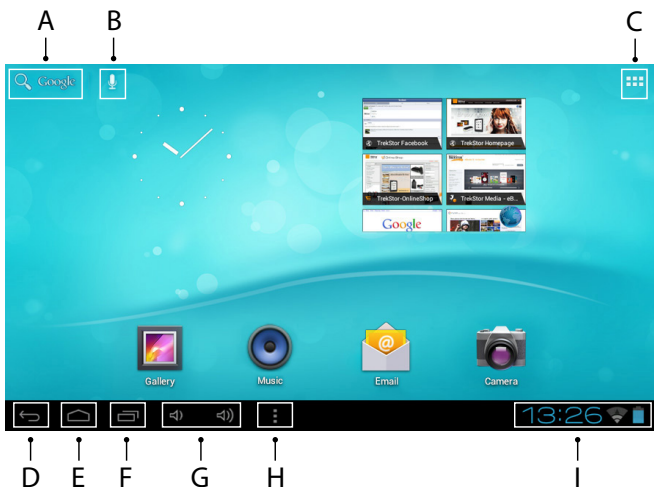 A B C
Google
TrekStor Facebook
TrekStor Homepage
TrekStor-OnlineShop
TrekStor Media - eB...
Google
Gallery
Music
Email
Camera
13:26
D E F G H I